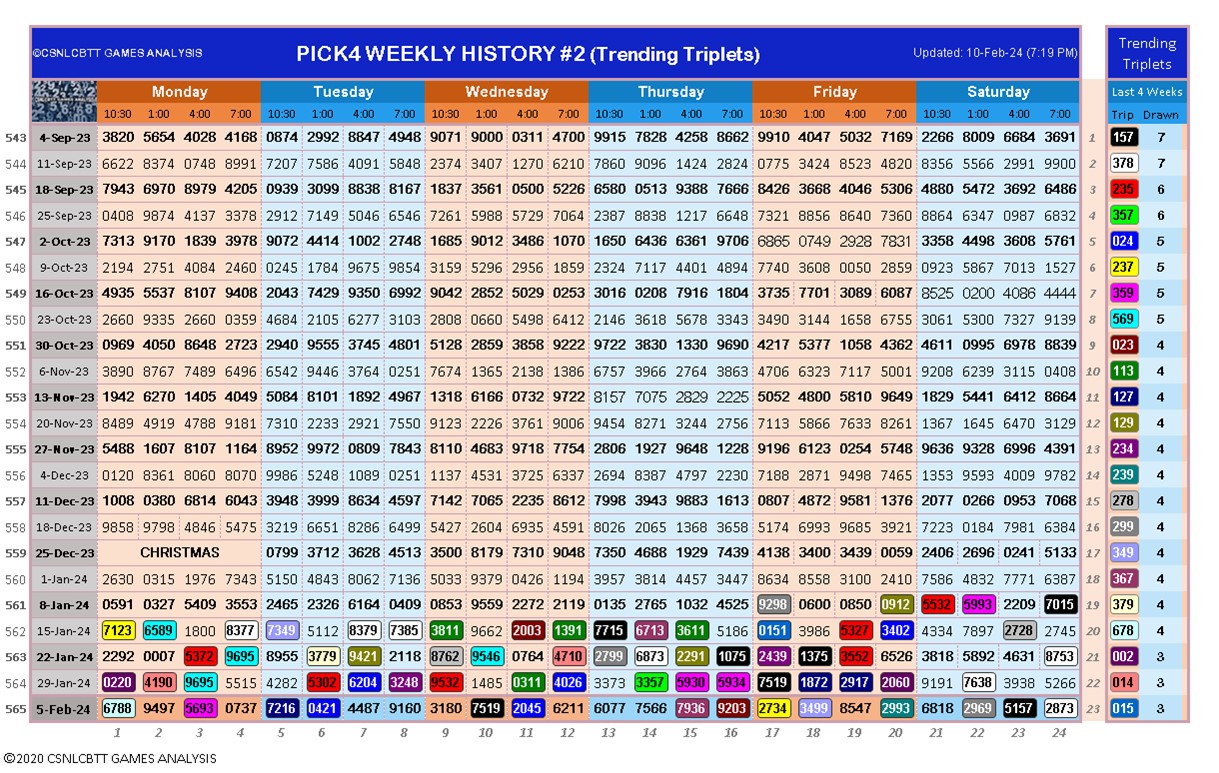 ©CSNLCBTT GAMES ANALYSIS PICK4 WEEKLY HISTORY #2 (Trending Triplets) Updated: 10-Feb-24 (7:19 PM) Trending Triplets
Monday Tuesday Wednesday Thursday Friday Saturday Last 4 Weeks
10:30 1:00 4:00 7:00 10:30 1:00 4:00 7:00 10:30 1:00 4:00 7:00 10:30 1:00 4:00 7:00 10:30 1:00 4:00 7:00 10:30 1:00 4:00 7:00 Trip Drawn
543 4-Sep-23 3820 5654 4028 4168 0874 2992 8847 4948 9071 9000 0311 4700 9915 7828 4258 8662 9910 4047 5032 7169 2266 8009 6684 3691 1 157 7
544 11-Sep-23 6622 8374 0748 8991 7207 7586 4091 5848 2374 3407 1270 6210 7860 9096 1424 2824 0775 3424 8523 4820 8356 5566 2991 9900 2 378 7
545 18-Sep-23 7943 6970 8979 4205 0939 3099 8838 8167 1837 3561 0500 5226 6580 0513 9388 7666 8426 3668 4046 5306 4880 5472 3692 6486 3 235 6
546 25-Sep-23 0408 9874 4137 3378 2912 7149 5046 6546 7261 5988 5729 7064 2387 8838 1217 6648 7321 8856 8640 7360 8864 6347 0987 6832 4 357 6
547 2-Oct-23 7313 9170 1839 3978 9072 4414 1002 2748 1685 9012 3486 1070 1650 6436 6361 9706 6865 0749 2928 7831 3358 4498 3608 5761 5 024 5
548 9-Oct-23 2194 2751 4084 2460 0245 1784 9675 9854 3159 5296 2956 1859 2324 7117 4401 4894 7740 3608 0050 2859 0923 5867 7013 1527 6 237 5
549 16-Oct-23 4935 5537 8107 9408 2043 7429 9350 6992 9042 2852 5029 0253 3016 0208 7916 1804 3735 7701 3089 6087 8525 0200 4086 4444 7 359 5
550 23-Oct-23 2660 9335 2660 0359 4684 2105 6277 3103 2808 0660 5498 6412 2146 3618 5678 3343 3490 3144 1658 6755 3061 5300 7327 9139 8 569 5
551 30-Oct-23 0969 4050 8648 2723 2940 9555 3745 4801 5128 2859 3858 9222 9722 3830 1330 9690 4217 5377 1058 4362 4611 0995 6978 8839 9 023 4
552 6-Nov-23 3890 8767 7489 6496 6542 9446 3764 0251 7674 1365 2138 1386 6757 3966 2764 3863 4706 6323 7117 5001 9208 6239 3115 0408 10 113 4
553 13-Nov-23 1942 6270 1405 4049 5084 8101 1892 4967 1318 6166 0732 9722 8157 7075 2829 2225 5052 4800 5810 9649 1829 5441 6412 8664 11 127 4
554 20-Nov-23 8489 4919 4788 9181 7310 2233 2921 7550 9123 2226 3761 9006 9454 8271 3244 2756 7113 5866 7633 8261 1367 1645 6470 3129 12 129 4
555 27-Nov-23 5488 1607 8107 1164 8952 9972 0809 7843 8110 4683 9718 7754 2806 1927 9648 1228 9196 6123 0254 5748 9636 9328 6996 4391 13 234 4
556 4-Dec-23 0120 8361 8060 8070 9986 5248 1089 0251 1137 4531 3725 6337 2694 8387 4797 2230 7188 2871 9498 7465 1353 9593 4009 9782 14 239 4
557 11-Dec-23 1008 0380 6814 6043 3948 3999 8634 4597 7142 7065 2235 8612 7998 3943 9883 1613 0807 4872 9581 1376 2077 0266 0953 7068 15 278 4
558 18-Dec-23 9858 9798 4846 5475 3219 6651 8286 6499 5427 2604 6935 4591 8026 2065 1368 3658 5174 6993 9685 3921 7223 0184 7981 6384 16 299 4
559 25-Dec-23 CHRISTMAS 0799 3712 3628 4513 3500 8179 7310 9048 7350 4688 1929 7439 4138 3400 3439 0059 2406 2696 0241 5133 17 349 4
560 1-Jan-24 2630 0315 1976 7343 5150 4843 8062 7136 5033 9379 0426 1194 3957 3814 4457 3447 8634 8558 3100 2410 7586 4832 7771 6387 18 367 4
561 8-Jan-24 0591 0327 5409 3553 2465 2326 6164 0409 0853 9559 2272 2119 0135 2765 1032 4525 9298 0600 0850 0912 5532 5993 2209 7015 19 379 4
562 15-Jan-24 7123 6589 1800 8377 7349 5112 8379 7385 3811 9662 2003 1391 7715 6713 3611 5186 0151 3986 5327 3402 4334 7897 2728 2745 20 678 4
563 22-Jan-24 2292 0007 5372 9695 8955 3779 9421 2118 8762 9546 0764 4710 2799 6873 2291 1075 2439 1375 3552 6526 3818 5892 4631 8753 21 002 3
564 29-Jan-24 0220 4190 9695 5515 4282 5302 6204 3248 9532 1485 0311 4026 3373 3357 5930 5934 7519 1872 2917 2060 9191 7638 3938 5266 22 014 3
565 5-Feb-24 6788 9497 5693 0737 7216 0421 4487 9160 3180 7519 2045 6211 6077 7566 7936 9203 2734 3499 8547 2993 6818 2969 5157 2873 23 015 3
1 2 3 4 5 6 7 8 9 10 11 12 13 14 15 16 17 18 19 20 21 22 23 24
©2020 CSNLCBTT GAMES ANALYSIS